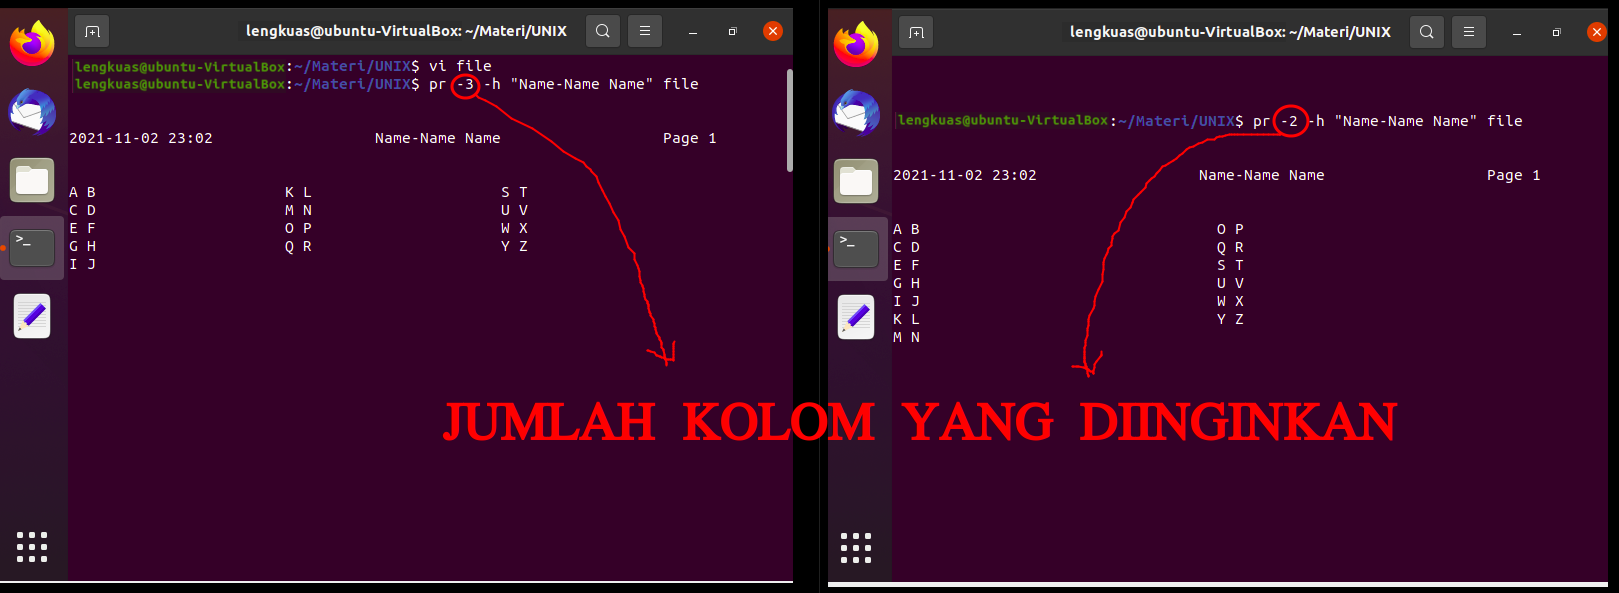 lengkuas@ubuntu-VirtualBox: ~/Materi/UNIX
lengkuas@ubuntu-VirtualBox:~/Materi/UNIX$ vi file
lengkuas@ubuntu-VirtualBox:~/Materi/UNIX$ pr -3 -h "Name-Name Name" file
2021-11-02 23:02 Name-Name Name Page 1
A B K L S T
C D M N U V
E F O P W X
G H Q R Y Z
I J
lengkuas@ubuntu-VirtualBox: ~/Materi/UNIX
lengkuas@ubuntu-VirtualBox:~/Materi/UNIX$ pr -2 -h "Name-Name Name" file
2021-11-02 23:02 Name-Name Name Page 1
A B O P
C D Q R
E F S T
G H U V
I J W X
K L Y Z
M N
JUMLAH KOLOM YANG DIINGINKAN